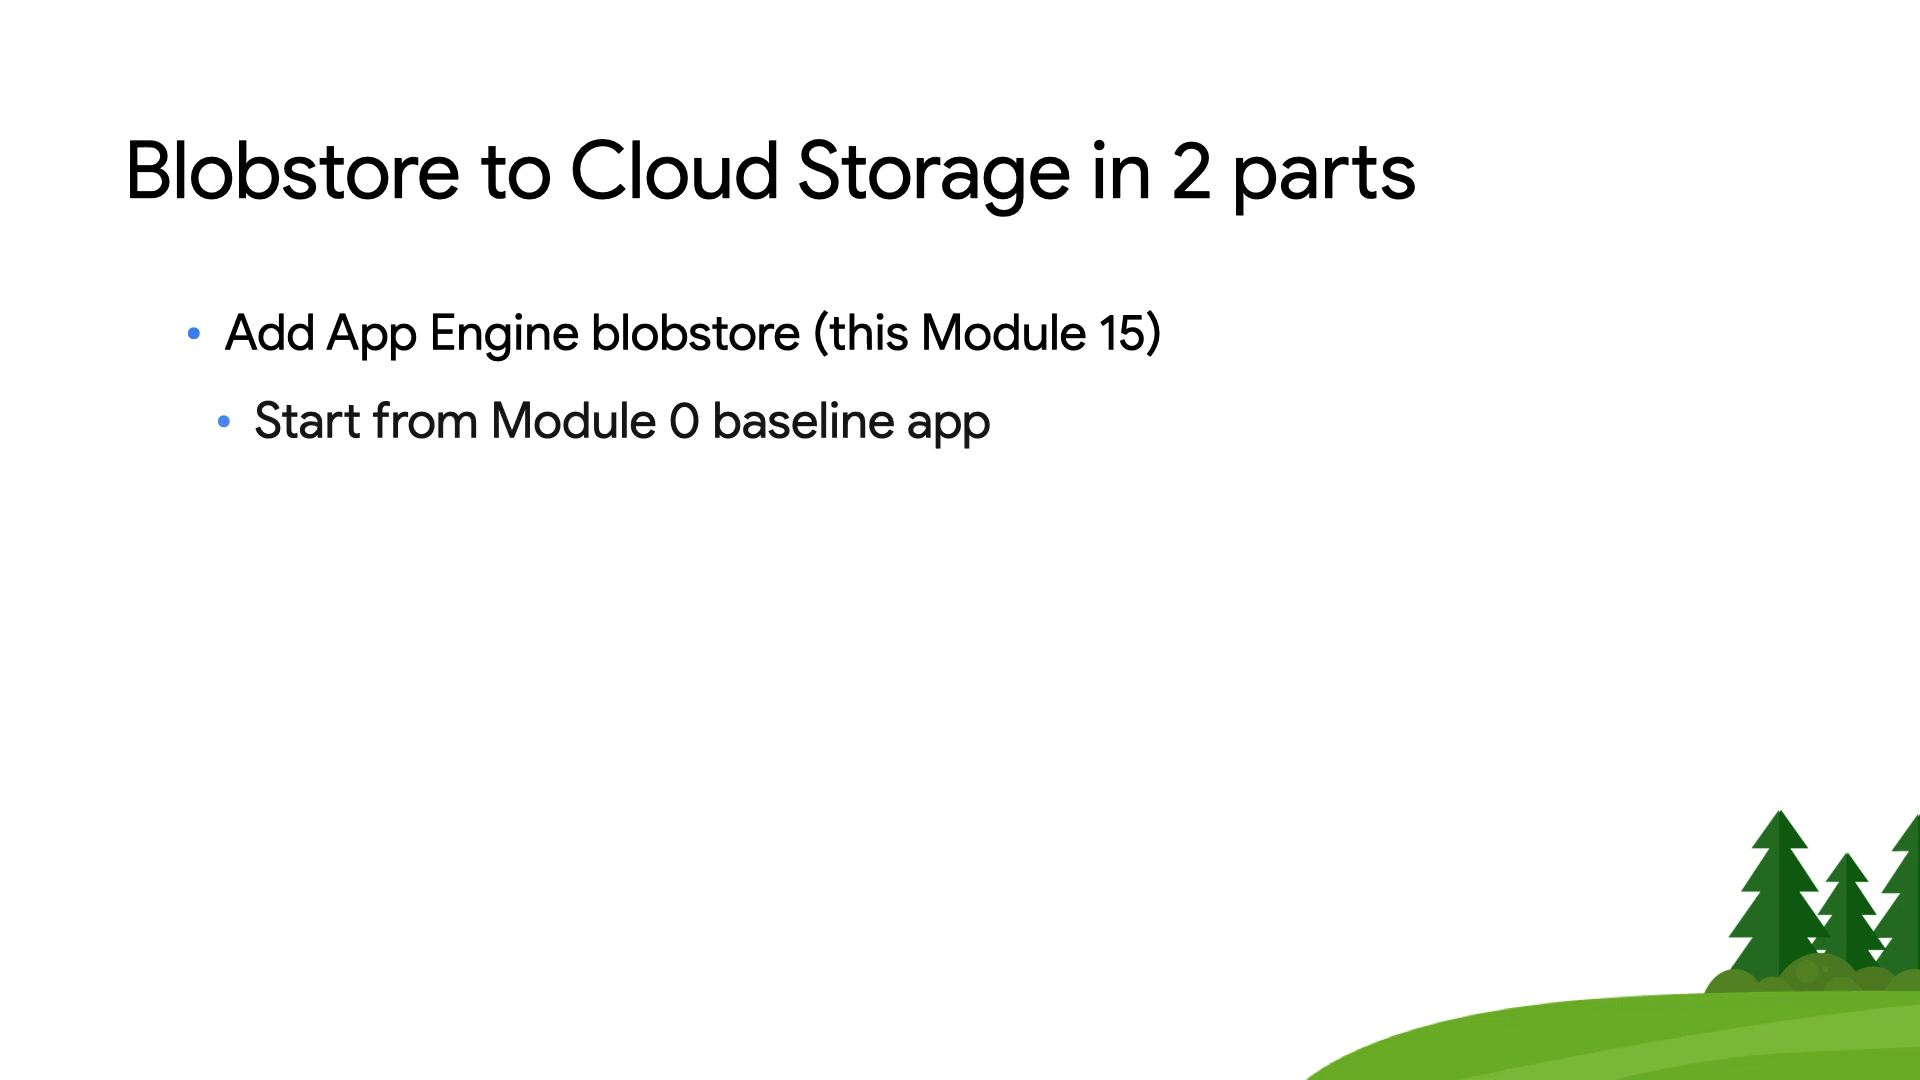 Blobstore to Cloud Storage in 2 parts
• Add App Engine blobstore (this Module 15)
• Start from Module 0 baseline app